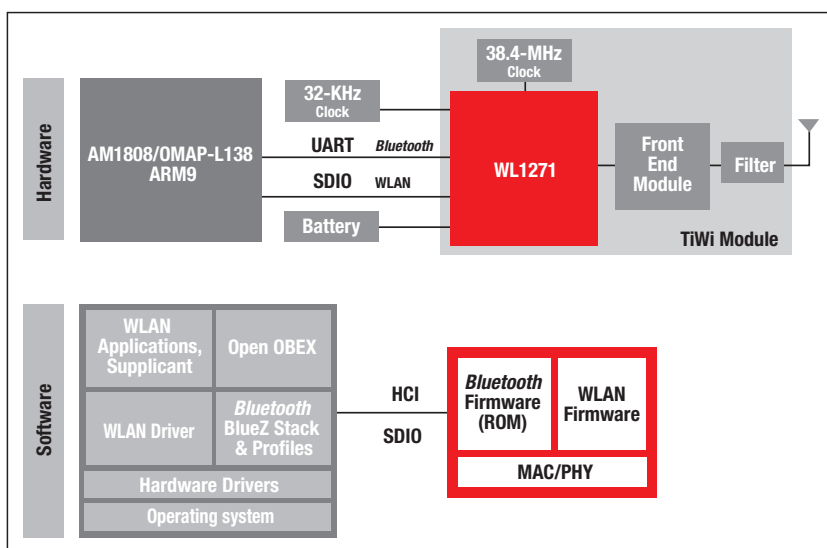 Hardware
AM1808/OMAP-L138
ARM9
32-KHz
Clock
UART Bluetooth
SDIO WLAN
Battery
38.4-MHz
Clock
WL1271
Front
End
Module
Filter
TiWi Module
Software
WLAN
Applications,
Supplicant
Open OBEX
WLAN Driver
Bluetooth
BlueZ Stack
& Profiles
Hardware Drivers
Operating system
HCI
SDIO
Bluetooth
Firmware
(ROM)
WLAN
Firmware
MAC/PHY